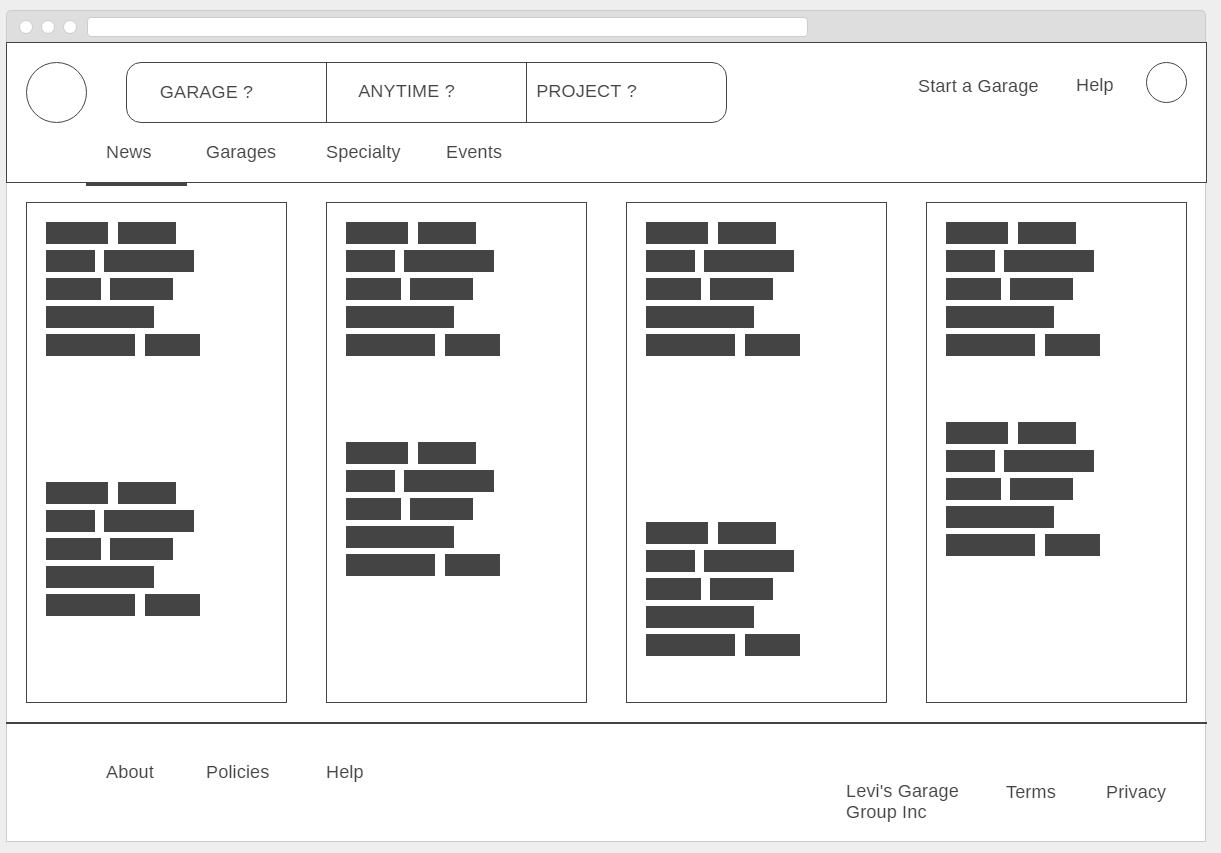 GARAGE ?
ANYTIME ?
PROJECT ?
Start a Garage
Help
News
Garages
Specialty
Events
About
Policies
Help
Levi's Garage
Group Inc
Terms
Privacy